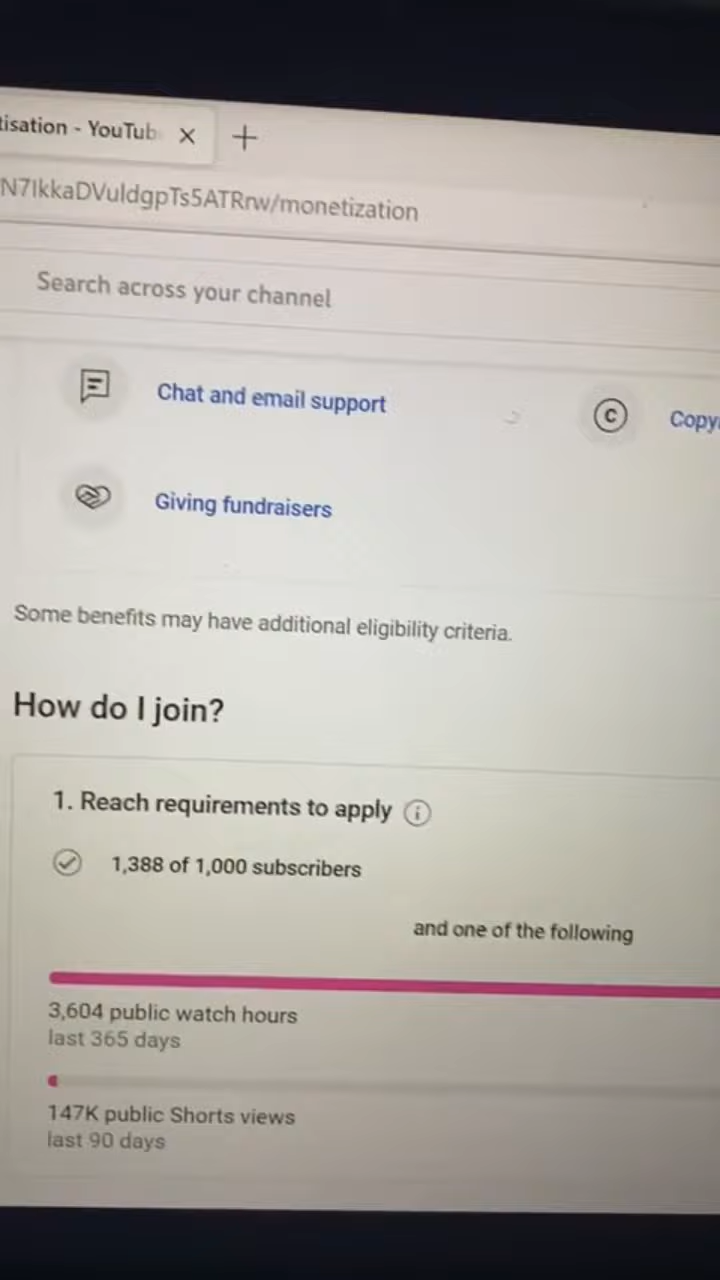 tisation - YouTub
N7IkkaDVuldgpTs5ATRrw/monetization
Search across your channel
Chat and email support
Copy
Giving fundraisers
Some benefits may have additional eligibility criteria.
How do I join?
1. Reach requirements to apply
1,388 of 1,000 subscribers
and one of the following
3,604 public watch hours
last 365 days
147K public Shorts views
last 90 days